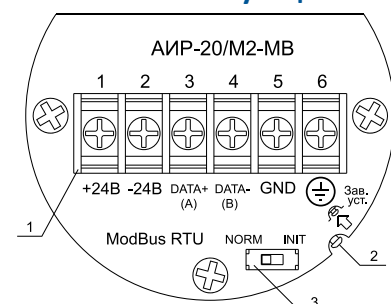 АИР-20/М2-МВ
1 2 3 4 5 6
+24В -24В DATA+ (A) DATA- (B) GND
Зав. уст.
1
ModBus RTU
NORM INIT
2
3